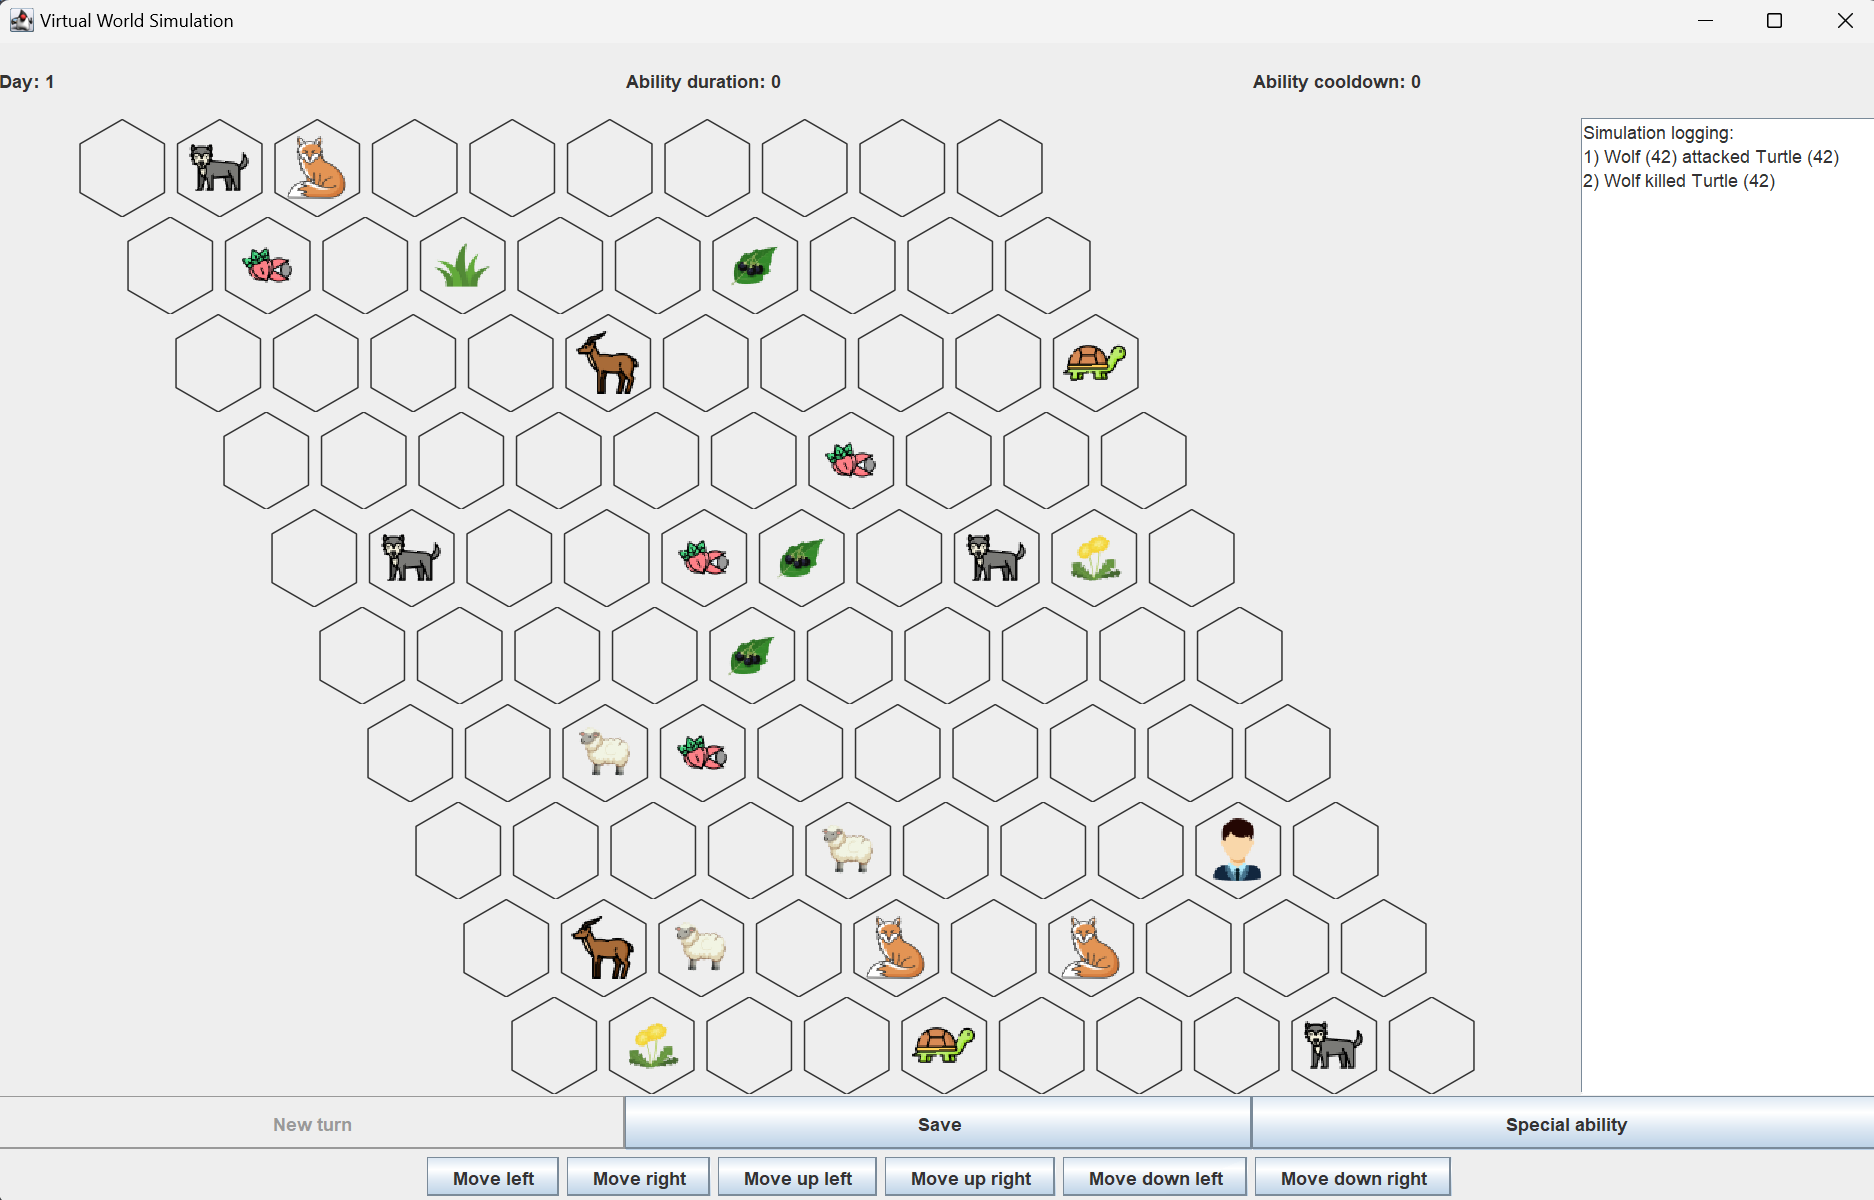 Virtual World Simulation
Day: 1
Ability duration: 0
Ability cooldown: 0
Simulation logging:
1) Wolf (42) attacked Turtle (42)
2) Wolf killed Turtle (42)
New turn
Save
Special ability
Move left
Move right
Move up left
Move up right
Move down left
Move down right